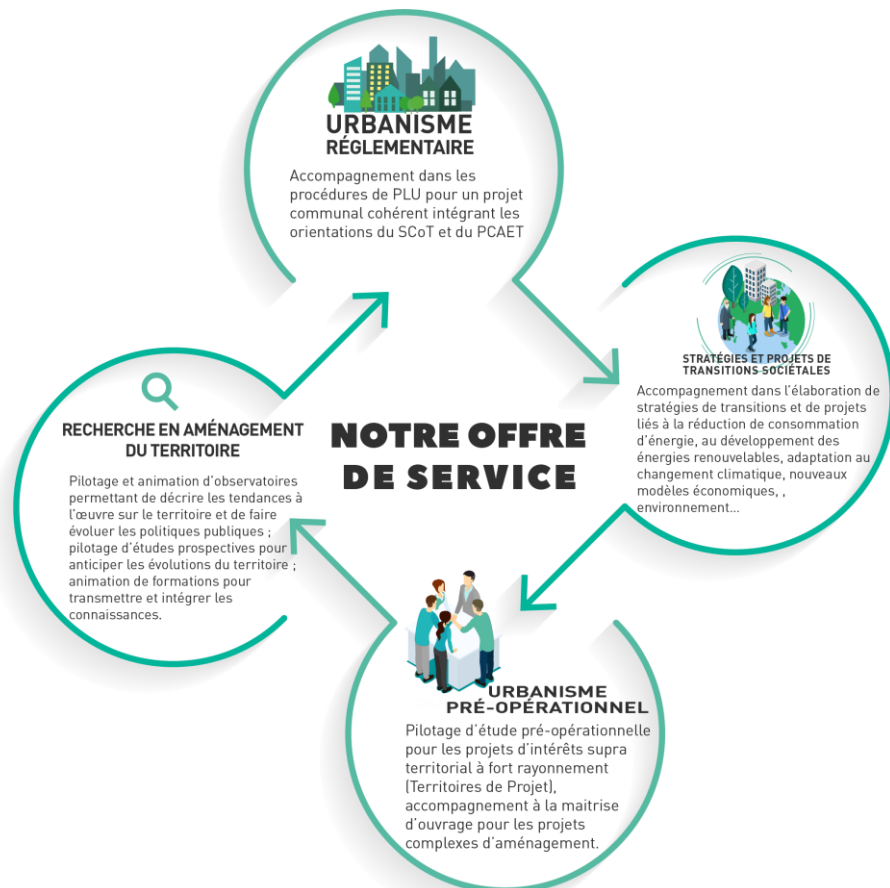 URBANISME
RÉGLEMENTAIRE
Accompagnement dans les
procédures de PLU pour un projet
communal cohérent intégrant les
orientations du SCoT et du PCAET
STRATÉGIES ET PROJETS DE
TRANSITIONS SOCIÉTALES
Accompagnement dans l'élaboration de
stratégies de transitions et de projets
liés à la réduction de consommation
d'énergie, au développement des
énergies renouvelables, adaptation au
changement climatique, nouveaux
modèles économiques, ,
environnement...
RECHERCHE EN AMÉNAGEMENT
DU TERRITOIRE
Pilotage et animation d'observatoires
permettant de décrire les tendances à
l'œuvre sur le territoire et de faire
évoluer les politiques publiques ;
pilotage d'études prospectives pour
anticiper les évolutions du territoire ;
animation de formations pour
transmettre et intégrer les
connaissances.
NOTRE OFFRE
DE SERVICE
URBANISME
PRÉ-OPÉRATIONNEL
Pilotage d'étude pré-opérationnelle
pour les projets d'intérêts supra
territorial à fort rayonnement
(Territoires de Projet),
accompagnement à la maitrise
d'ouvrage pour les projets
complexes d'aménagement.